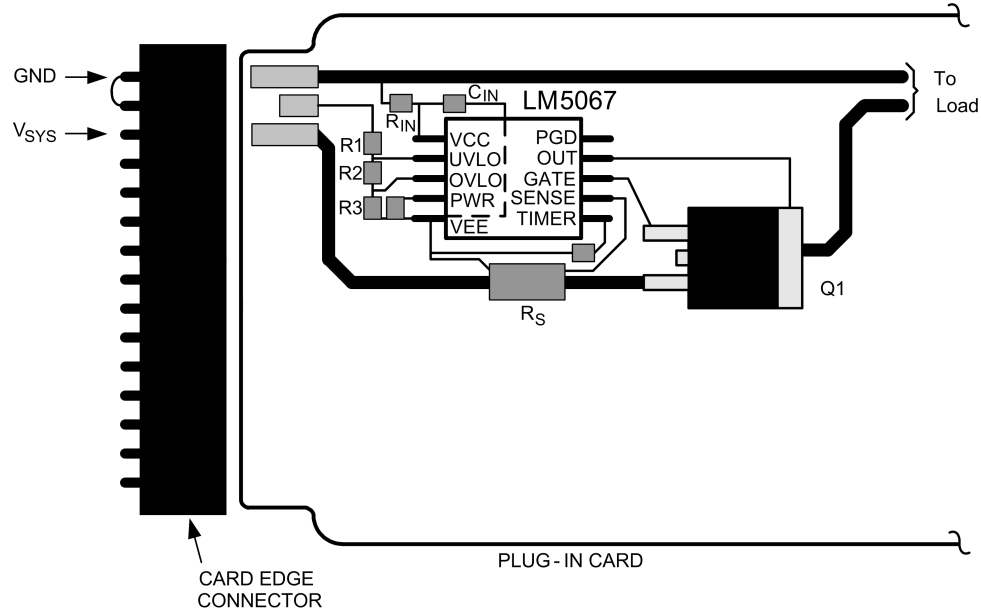 GND
VSYS
CIN
LM5067
RIN
To
Load
R1
R2
R3
VCC
UVLO
OVLO
PWR
VEE
PGD
OUT
GATE
SENSE
TIMER
RS
Q1
PLUG-IN CARD
CARD EDGE
CONNECTOR